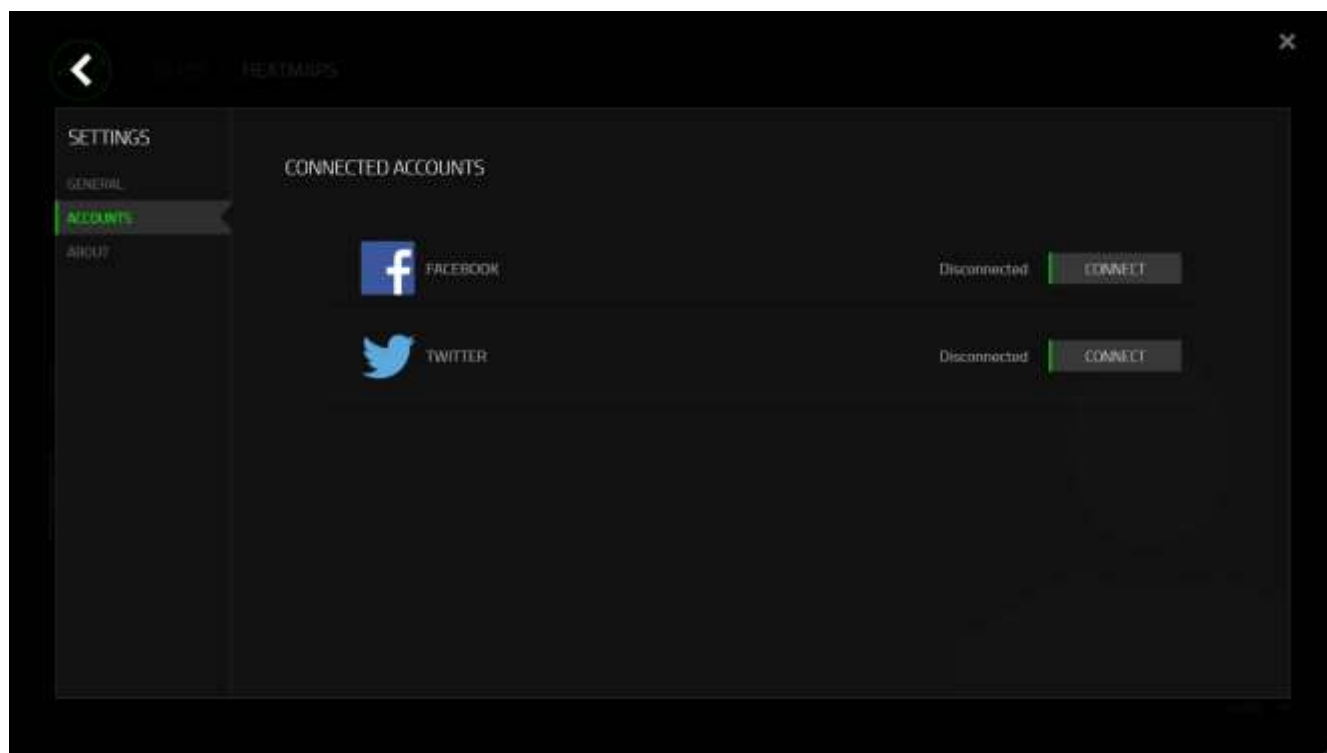 HEATMAPS
SETTINGS
GENERAL
ACCOUNTS
ABOUT
CONNECTED ACCOUNTS
FACEBOOK
Disconnected
CONNECT
TWITTER
Disconnected
CONNECT